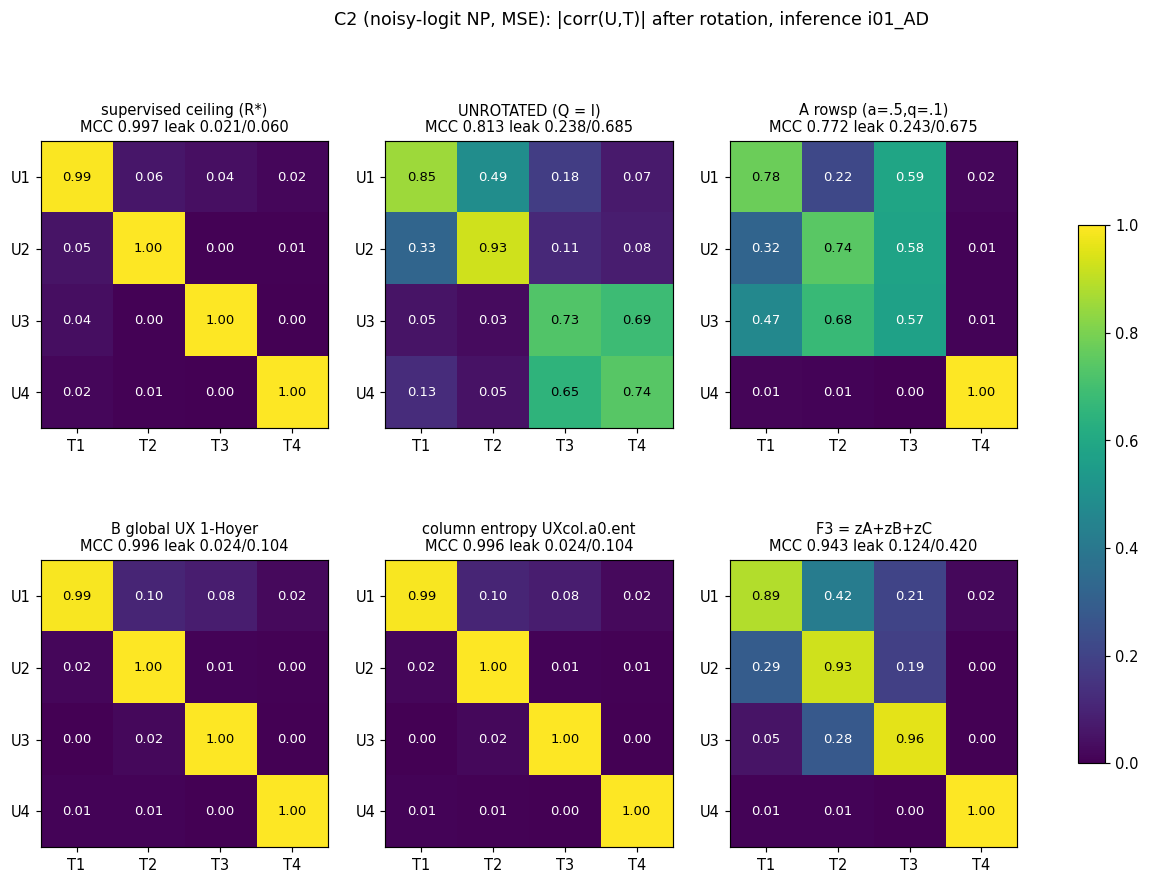 C2 (noisy-logit NP, MSE): |corr(U,T)| after rotation, inference i01_AD
supervised ceiling (R*)
MCC 0.997 leak 0.021/0.060
U1 0.99 0.06 0.04 0.02
U2 0.05 1.00 0.00 0.01
U3 0.04 0.00 1.00 0.00
U4 0.02 0.01 0.00 1.00
T1 T2 T3 T4
UNROTATED (Q = I)
MCC 0.813 leak 0.238/0.685
U1 0.85 0.49 0.18 0.07
U2 0.33 0.93 0.11 0.08
U3 0.05 0.03 0.73 0.69
U4 0.13 0.05 0.65 0.74
T1 T2 T3 T4
A rowsp (a=.5,q=.1)
MCC 0.772 leak 0.243/0.675
U1 0.78 0.22 0.59 0.02
U2 0.32 0.74 0.58 0.01
U3 0.47 0.68 0.57 0.01
U4 0.01 0.01 0.00 1.00
T1 T2 T3 T4
B global UX 1-Hoyer
MCC 0.996 leak 0.024/0.104
U1 0.99 0.10 0.08 0.02
U2 0.02 1.00 0.01 0.00
U3 0.00 0.02 1.00 0.00
U4 0.01 0.01 0.00 1.00
T1 T2 T3 T4
column entropy UXcol.a0.ent
MCC 0.996 leak 0.024/0.104
U1 0.99 0.10 0.08 0.02
U2 0.02 1.00 0.01 0.01
U3 0.00 0.02 1.00 0.00
U4 0.01 0.01 0.00 1.00
T1 T2 T3 T4
F3 = zA+zB+zC
MCC 0.943 leak 0.124/0.420
U1 0.89 0.42 0.21 0.02
U2 0.29 0.93 0.19 0.00
U3 0.05 0.28 0.96 0.00
U4 0.01 0.01 0.00 1.00
T1 T2 T3 T4
1.0
0.8
0.6
0.4
0.2
0.0